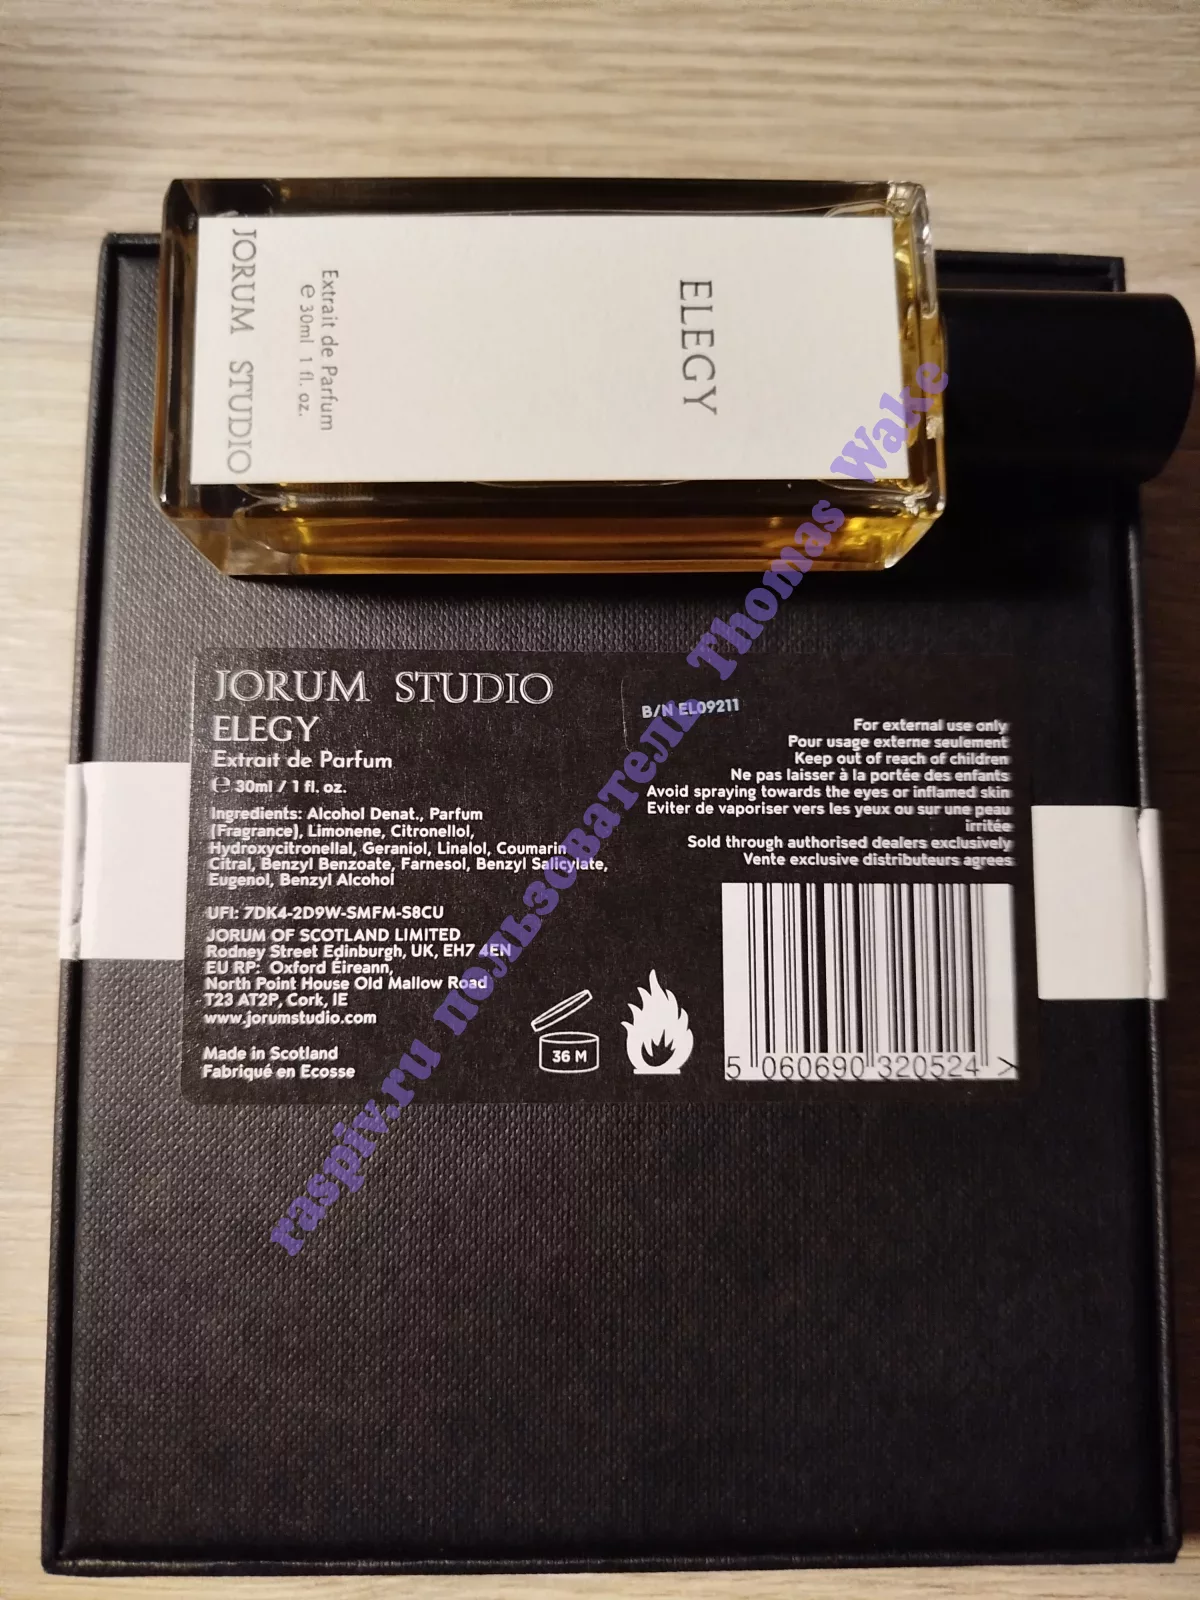 ELEGY
Extrait de Parfum
e 30ml 1 fl. oz.
JORUM STUDIO
JORUM STUDIO
ELEGY
Extrait de Parfum
e 30ml / 1 fl. oz.
Ingredients: Alcohol Denat., Parfum
(Fragrance), Limonene, Citronellol,
Hydroxycitronellal, Geraniol, Linalol, Coumarin
Citral, Benzyl Benzoate, Farnesol, Benzyl Salicylate,
Eugenol, Benzyl Alcohol
UFI: 7DK4-2D9W-SMFM-S8CU
JORUM OF SCOTLAND LIMITED
Rodney Street Edinburgh, UK, EH7 4EN
EU RP: Oxford Éireann,
North Point House Old Mallow Road
T23 AT2P, Cork, IE
www.jorumstudio.com
Made in Scotland
Fabriqué en Ecosse
36 M
B/N EL09211
For external use only
Pour usage externe seulement
Keep out of reach of children
Ne pas laisser à la portée des enfants
Avoid spraying towards the eyes or inflamed skin
Eviter de vaporiser vers les yeux ou sur une peau
irritée
Sold through authorised dealers exclusively
Vente exclusive distributeurs agrees
5 060690 320524 >
raspiv.ru пользователь Thomas Wake